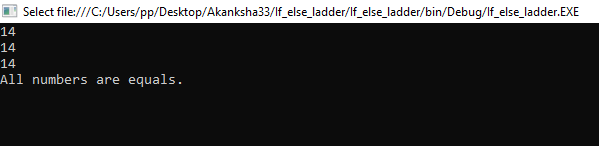 Select file:///C:/Users/pp/Desktop/Akanksha33/If_else_ladder/If_else_ladder/bin/Debug/If_else_ladder.EXE
14
14
14
All numbers are equals.